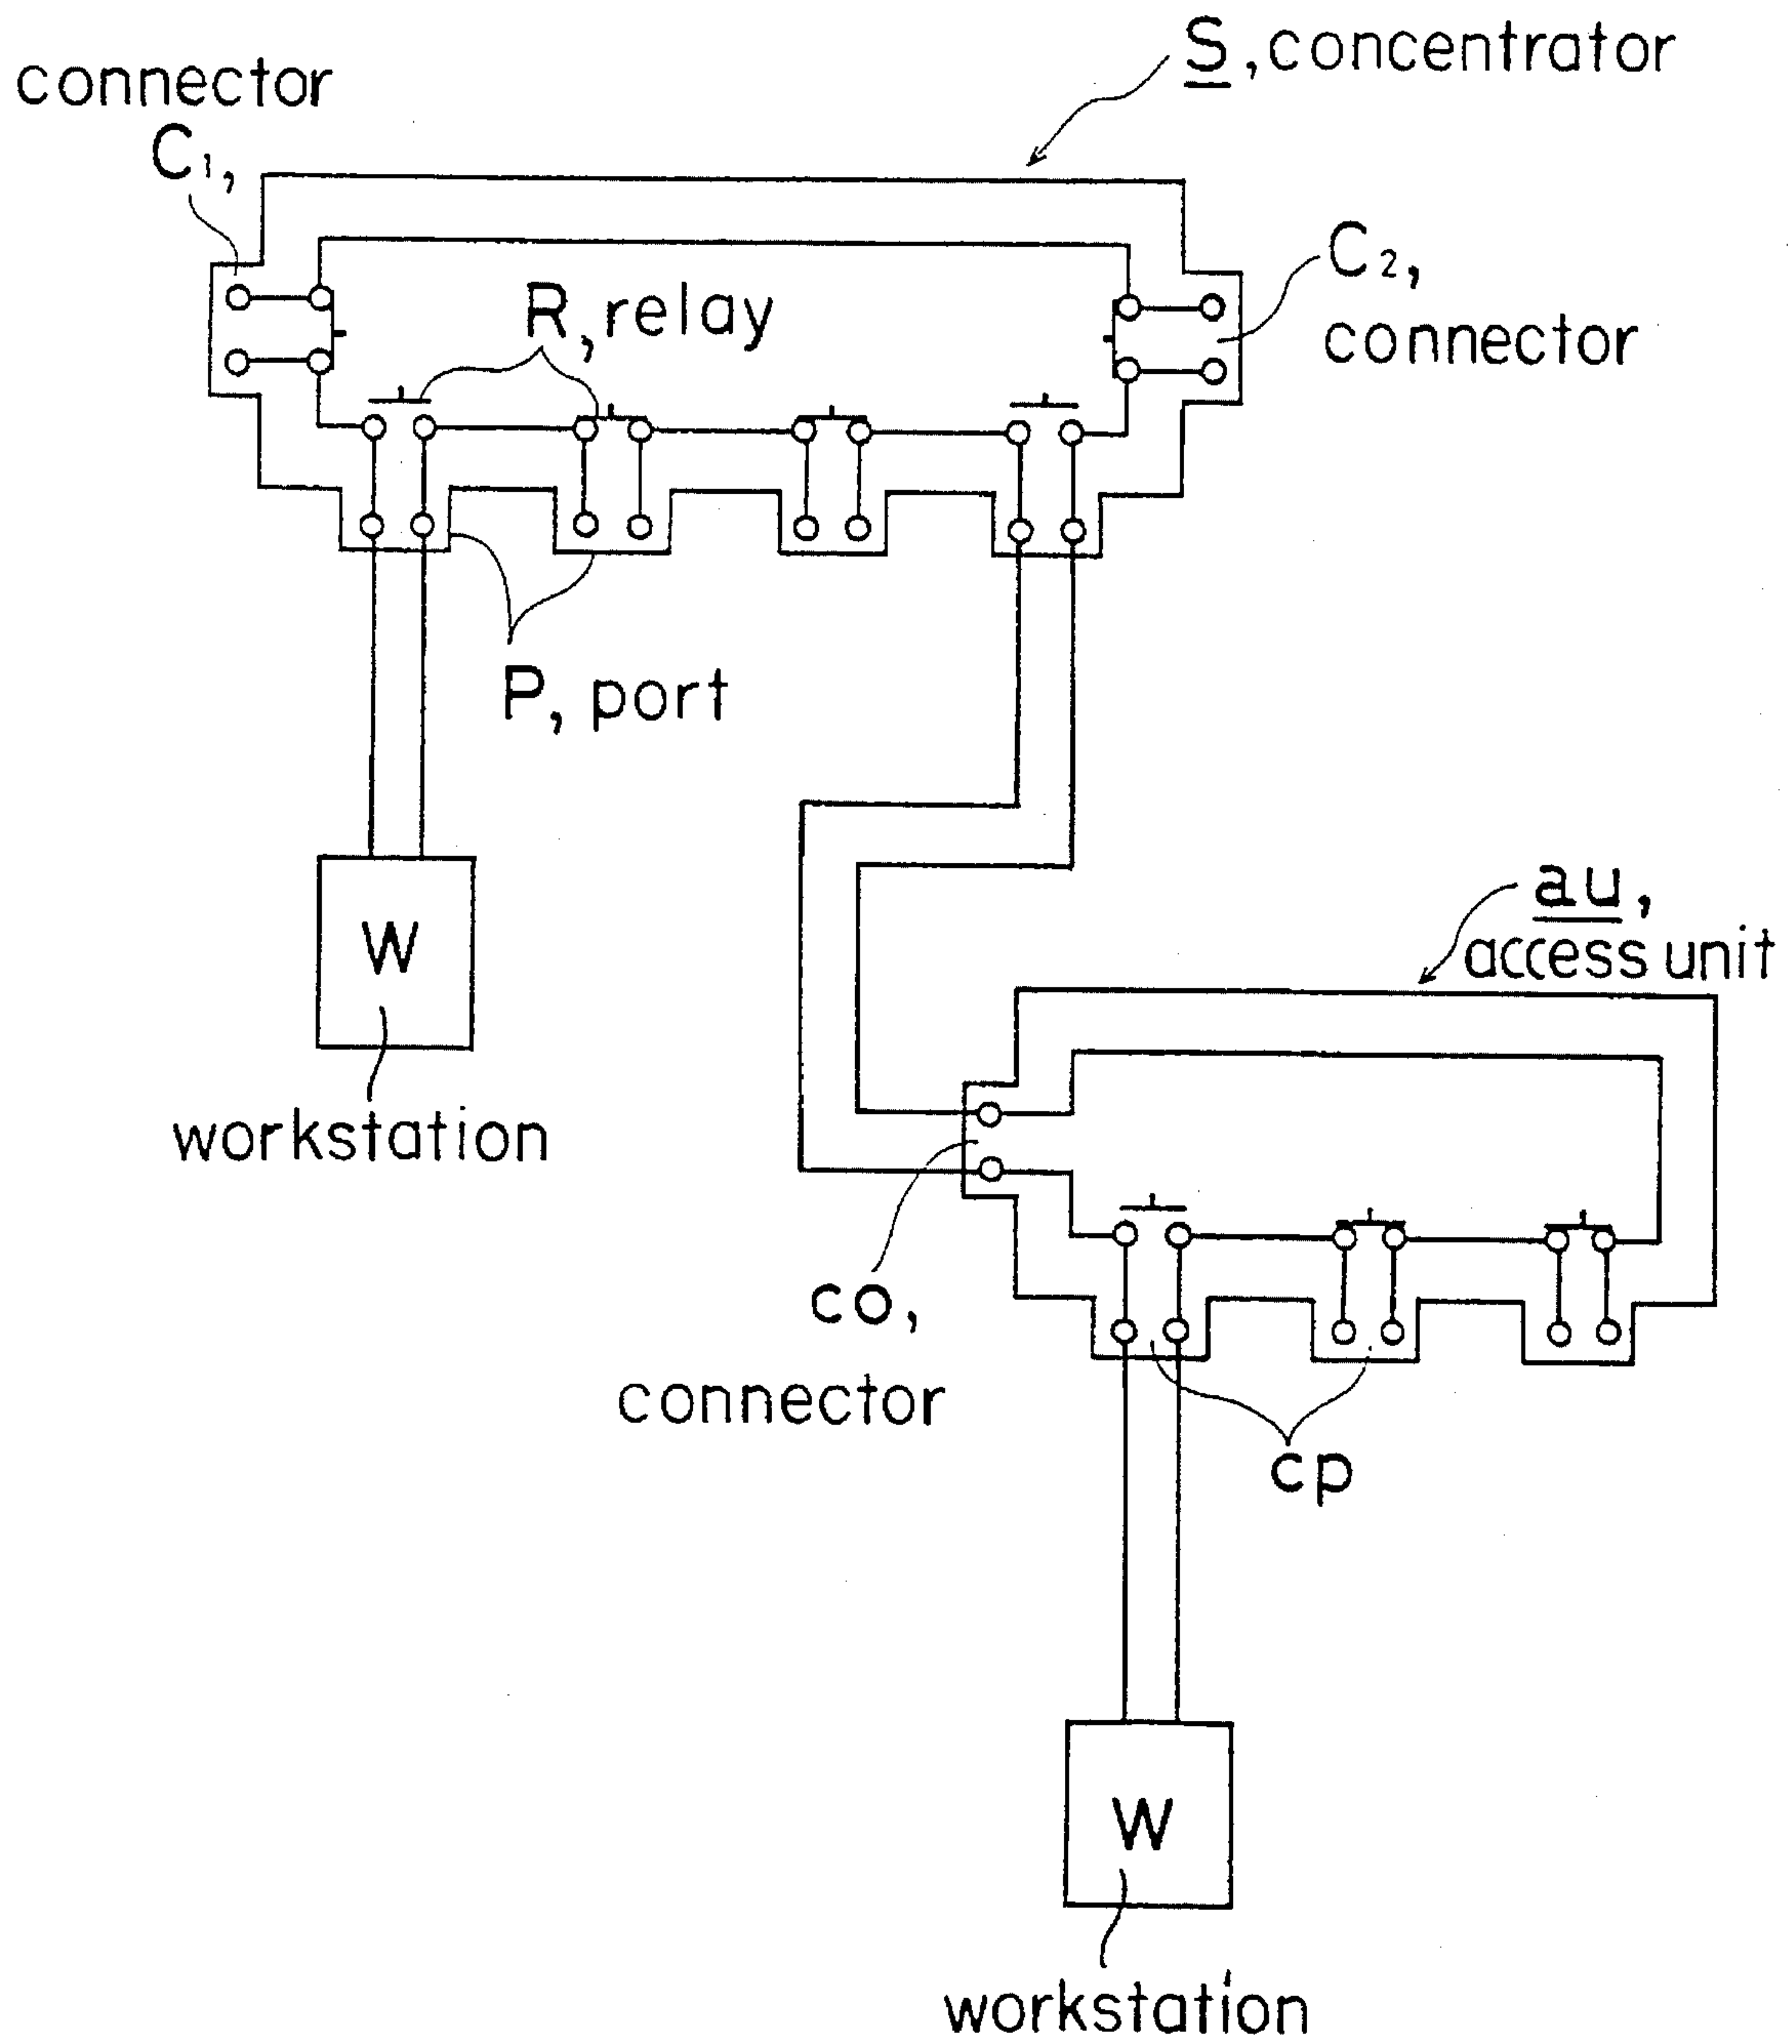 S, concentrator
connector
C1,
C2,
connector
R, relay
P, port
W
workstation
au,
access unit
co,
connector
cp
W
workstation